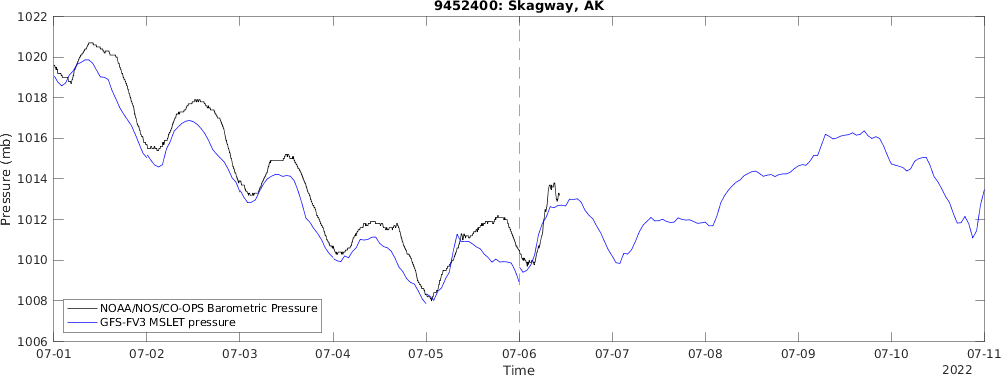 9452400: Skagway, AK
Pressure (mb)
1022
1020
1018
1016
1014
1012
1010
1008
1006
NOAA/NOS/CO-OPS Barometric Pressure
GFS-FV3 MSLET pressure
07-01 07-02 07-03 07-04 07-05 07-06 07-07 07-08 07-09 07-10 07-11
Time
2022